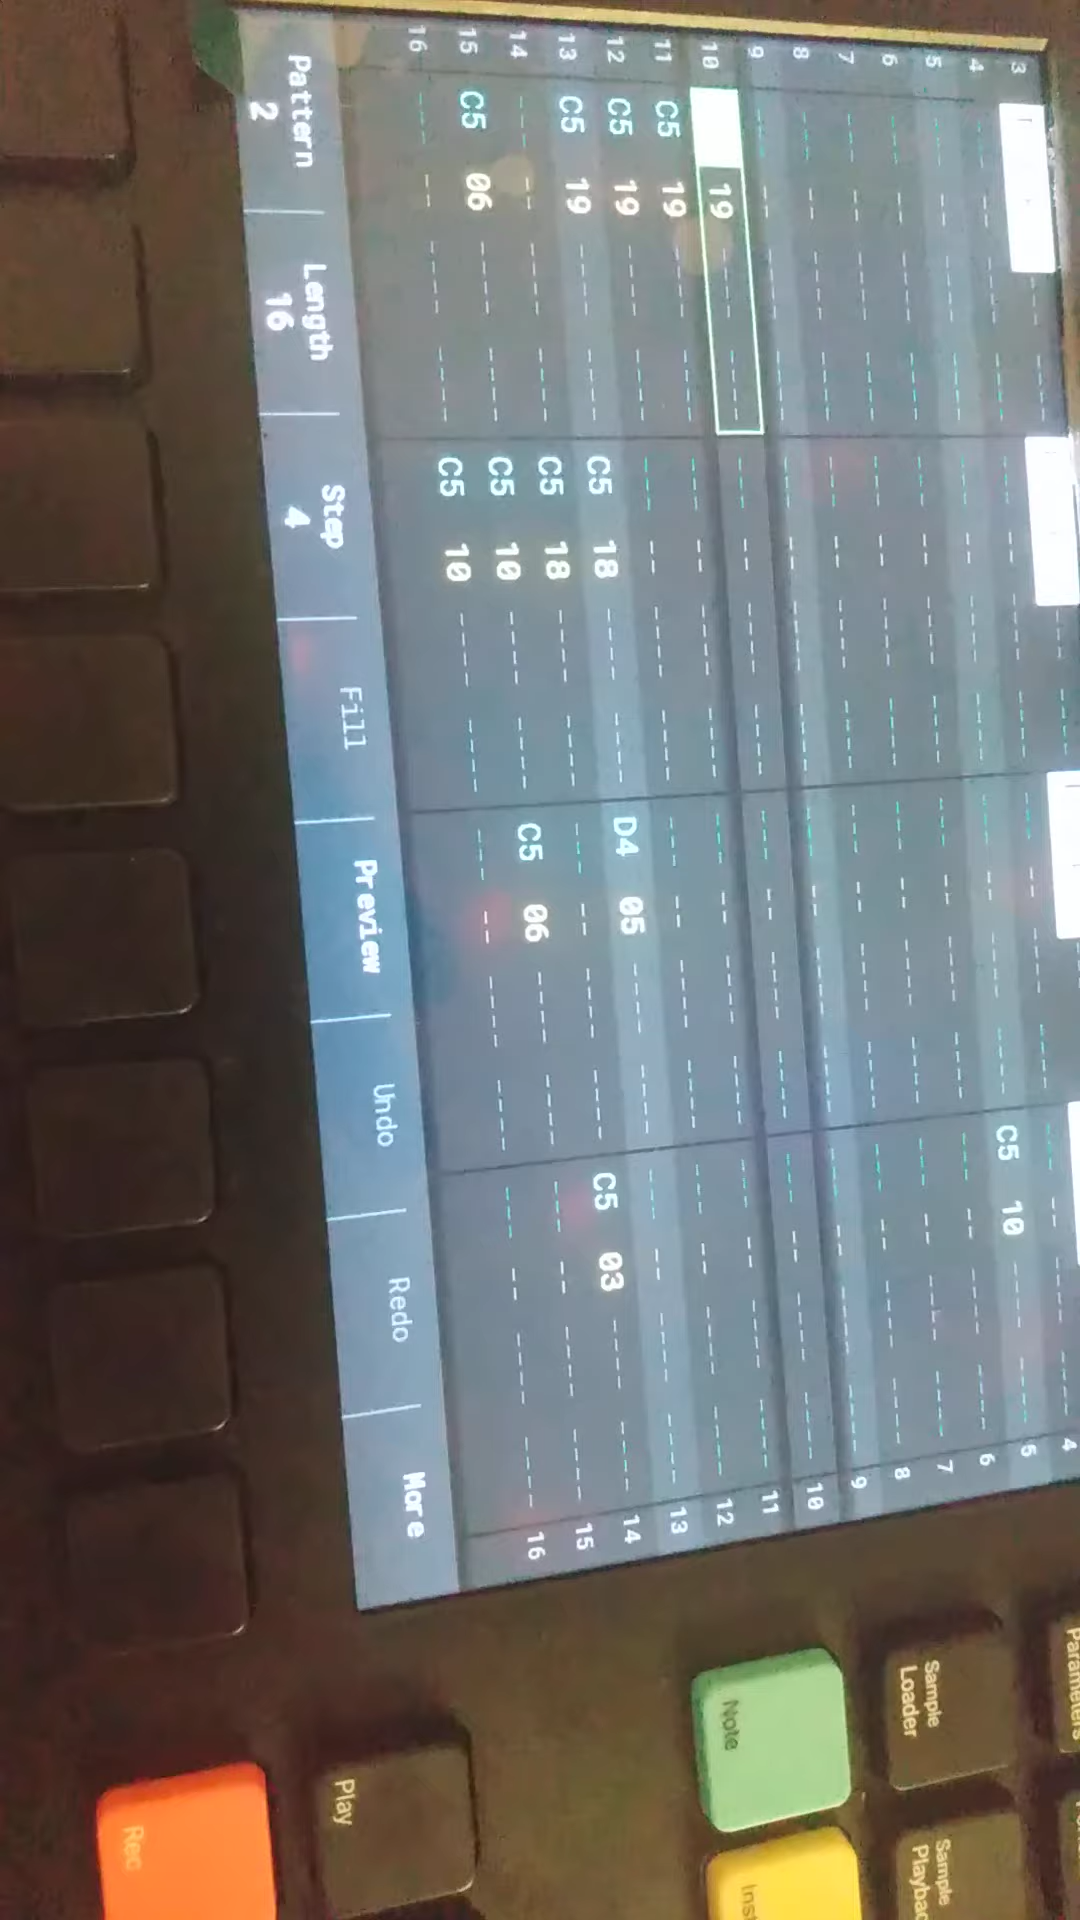 3
4 --- -- ---- ---- --- -- ---- ---- --- -- ---- ---- --- -- ---- ---- 4
5 --- -- ---- ---- --- -- ---- ---- --- -- ---- ---- C5 10 ---- ---- 5
6 --- -- ---- ---- --- -- ---- ---- --- -- ---- ---- --- -- ---- ---- 6
7 --- -- ---- ---- --- -- ---- ---- --- -- ---- ---- --- -- ---- ---- 7
8 --- -- ---- ---- --- -- ---- ---- --- -- ---- ---- --- -- ---- ---- 8
9 --- -- ---- ---- --- -- ---- ---- --- -- ---- ---- --- -- ---- ---- 9
10 19 ---- ---- --- -- ---- ---- --- -- ---- ---- --- -- ---- ---- 10
11 C5 19 ---- ---- --- -- ---- ---- --- -- ---- ---- --- -- ---- ---- 11
12 C5 19 ---- ---- --- -- ---- ---- --- -- ---- ---- --- -- ---- ---- 12
13 C5 19 ---- ---- C5 18 ---- ---- D4 05 ---- ---- --- -- ---- ---- 13
14 --- -- ---- ---- C5 18 ---- ---- --- -- ---- ---- C5 03 ---- ---- 14
15 C5 06 ---- ---- C5 10 ---- ---- C5 06 ---- ---- --- -- ---- ---- 15
16 --- -- ---- ---- C5 10 ---- ---- --- -- ---- ---- --- -- ---- ---- 16
Pattern Length Step Fill Preview Undo Redo More
2 16 4
Parameters
Sample
Loader
Sample
Note
Play
Rec